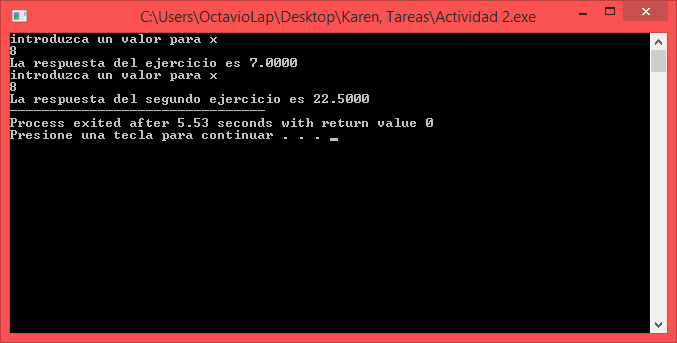 C:\Users\OctavioLap\Desktop\Karen, Tareas\Actividad 2.exe
introduzca un valor para x
8
La respuesta del ejercicio es 7.0000
introduzca un valor para x
8
La respuesta del segundo ejercicio es 22.5000
--------------------------------
Process exited after 5.53 seconds with return value 0
Presione una tecla para continuar . . . _